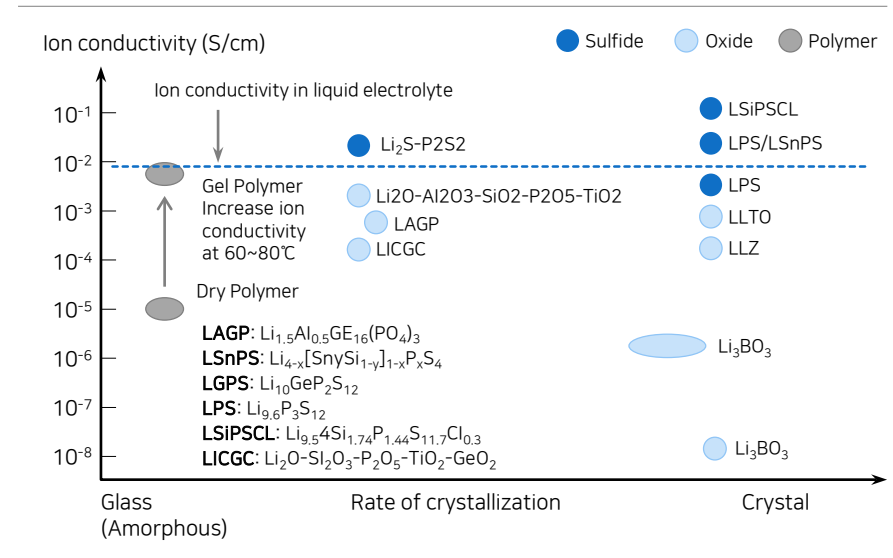 Ion conductivity (S/cm)
Sulfide
Oxide
Polymer
Ion conductivity in liquid electrolyte
10⁻¹
10⁻²
10⁻³
10⁻⁴
10⁻⁵
10⁻⁶
10⁻⁷
10⁻⁸
Li₂S-P2S2
LSiPSCL
LPS/LSnPS
LPS
Gel Polymer
Increase ion
conductivity
at 60~80℃
Li2O-Al2O3-SiO2-P2O5-TiO2
LAGP
LICGC
LLTO
LLZ
Dry Polymer
Li₃BO₃
Li₃BO₃
LAGP: Li₁.₅Al₀.₅GE₁₆(PO₄)₃
LSnPS: Li₄₋ₓ[SnySi₁₋y]₁₋ₓPₓS₄
LGPS: Li₁₀GeP₂S₁₂
LPS: Li₉.₆P₃S₁₂
LSiPSCL: Li₉.₅4Si₁.₇₄P₁.₄₄S₁₁.₇Cl₀.₃
LICGC: Li₂O-SI₂O₃-P₂O₅-TiO₂-GeO₂
Glass
(Amorphous)
Rate of crystallization
Crystal